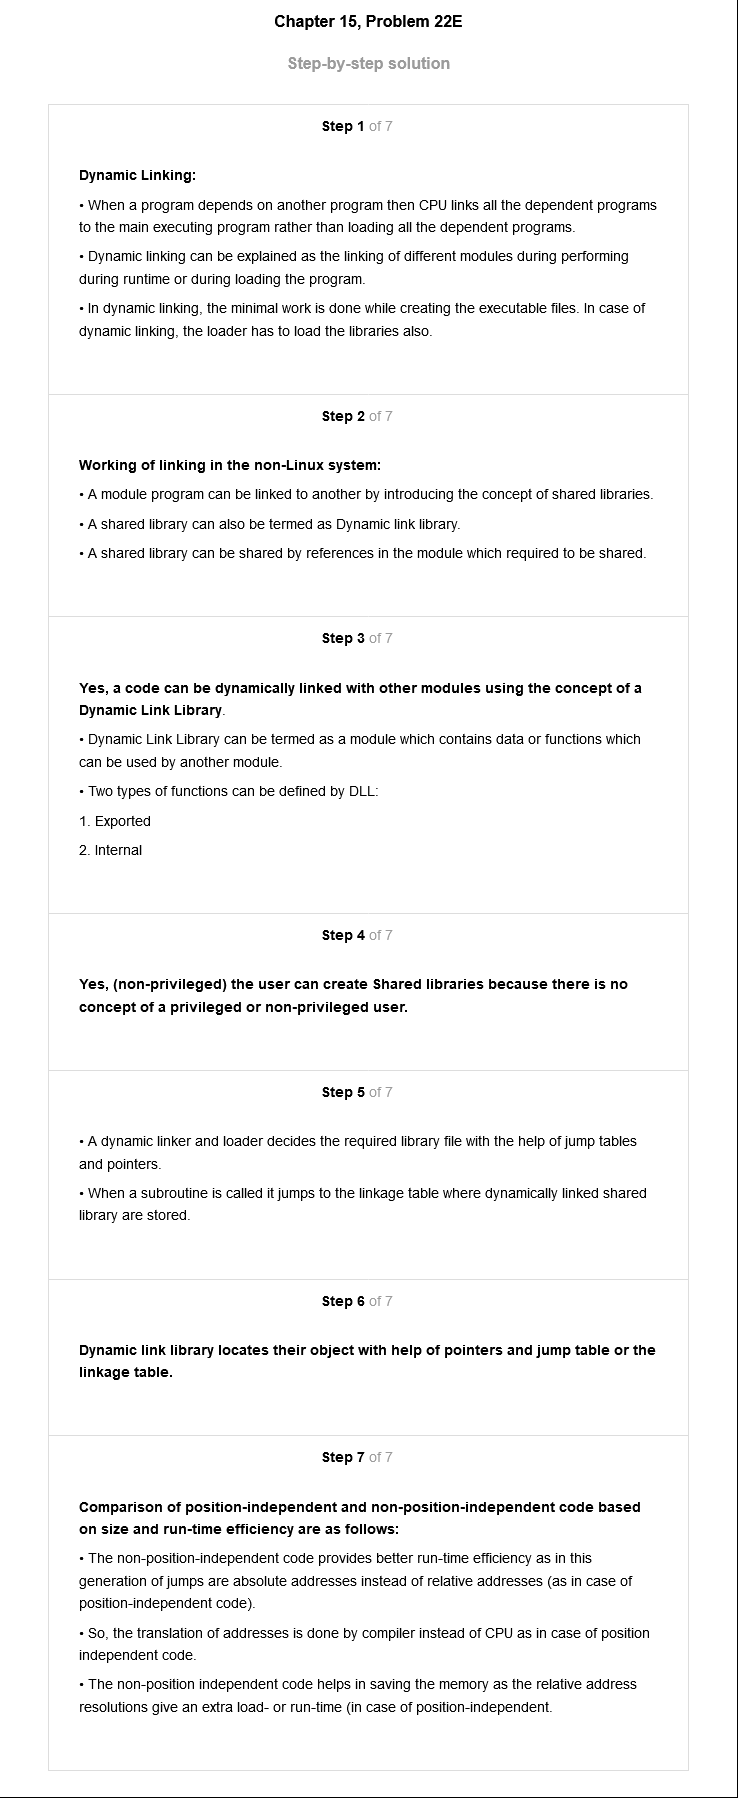 Chapter 15, Problem 22E
Step-by-step solution
Step 1 of 7
Dynamic Linking:
• When a program depends on another program then CPU links all the dependent programs
to the main executing program rather than loading all the dependent programs.
• Dynamic linking can be explained as the linking of different modules during performing
during runtime or during loading the program.
• In dynamic linking, the minimal work is done while creating the executable files. In case of
dynamic linking, the loader has to load the libraries also.
Step 2 of 7
Working of linking in the non-Linux system:
• A module program can be linked to another by introducing the concept of shared libraries.
• A shared library can also be termed as Dynamic link library.
• A shared library can be shared by references in the module which required to be shared.
Step 3 of 7
Yes, a code can be dynamically linked with other modules using the concept of a
Dynamic Link Library.
• Dynamic Link Library can be termed as a module which contains data or functions which
can be used by another module.
• Two types of functions can be defined by DLL:
1. Exported
2. Internal
Step 4 of 7
Yes, (non-privileged) the user can create Shared libraries because there is no
concept of a privileged or non-privileged user.
Step 5 of 7
• A dynamic linker and loader decides the required library file with the help of jump tables
and pointers.
• When a subroutine is called it jumps to the linkage table where dynamically linked shared
library are stored.
Step 6 of 7
Dynamic link library locates their object with help of pointers and jump table or the
linkage table.
Step 7 of 7
Comparison of position-independent and non-position-independent code based
on size and run-time efficiency are as follows:
• The non-position-independent code provides better run-time efficiency as in this
generation of jumps are absolute addresses instead of relative addresses (as in case of
position-independent code).
• So, the translation of addresses is done by compiler instead of CPU as in case of position
independent code.
• The non-position independent code helps in saving the memory as the relative address
resolutions give an extra load- or run-time (in case of position-independent.